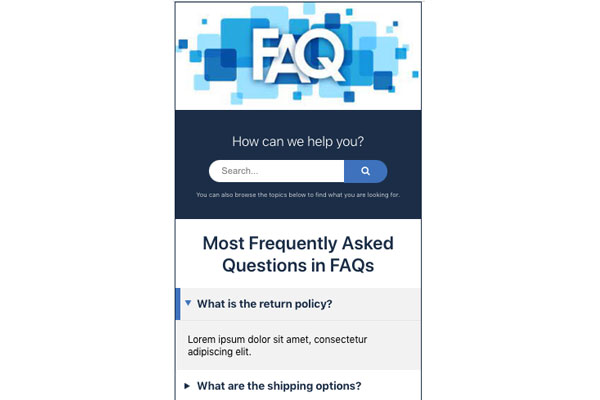 FAQ
How can we help you?
Search...
You can also browse the topics below to find what you are looking for.
Most Frequently Asked
Questions in FAQs
What is the return policy?
Lorem ipsum dolor sit amet, consectetur
adipiscing elit.
What are the shipping options?